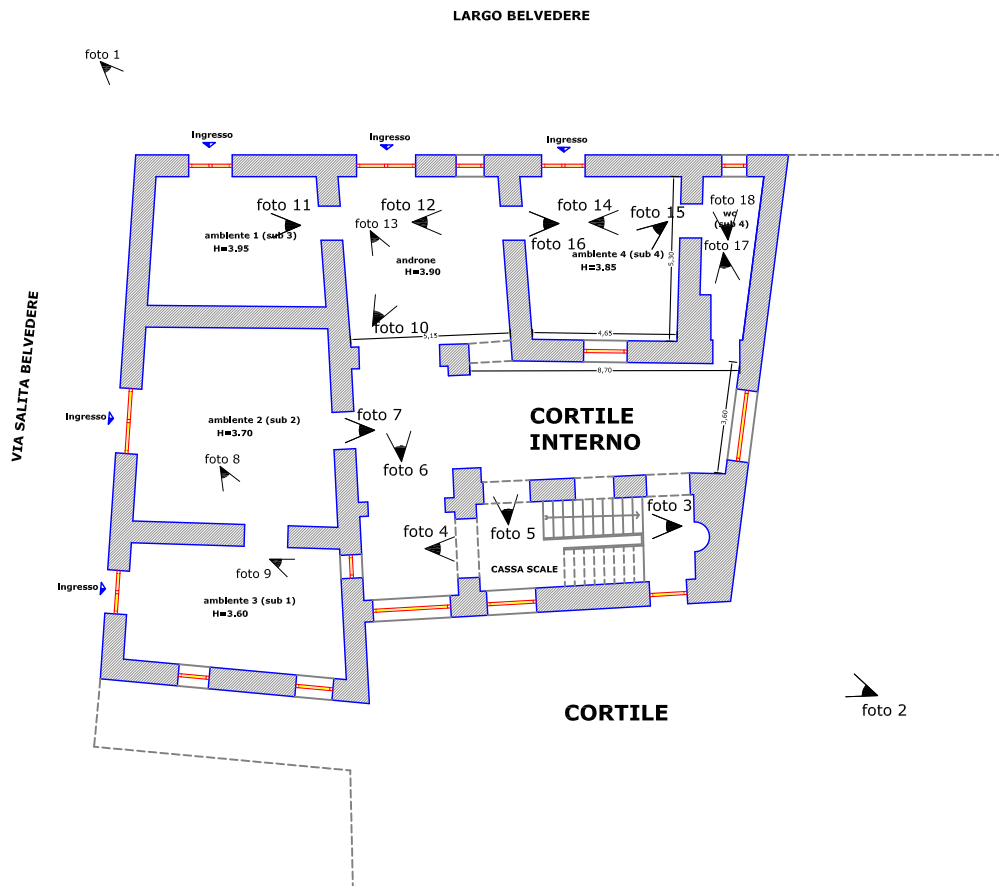 LARGO BELVEDERE
foto 1
Ingresso
Ingresso
Ingresso
foto 11
foto 12
foto 13
foto 14
foto 15
foto 16
foto 18
wc
(sub 4)
foto 17
ambiente 1 (sub 3)
H=3.95
androne
H=3.90
ambiente 4 (sub 4)
H=3.85
5,30
foto 10
5,15
4,65
8,70
3,60
VIA SALITA BELVEDERE
Ingresso
ambiente 2 (sub 2)
H=3.70
foto 7
foto 6
foto 8
CORTILE
INTERNO
foto 3
foto 4
foto 5
CASSA SCALE
foto 9
Ingresso
ambiente 3 (sub 1)
H=3.60
CORTILE
foto 2